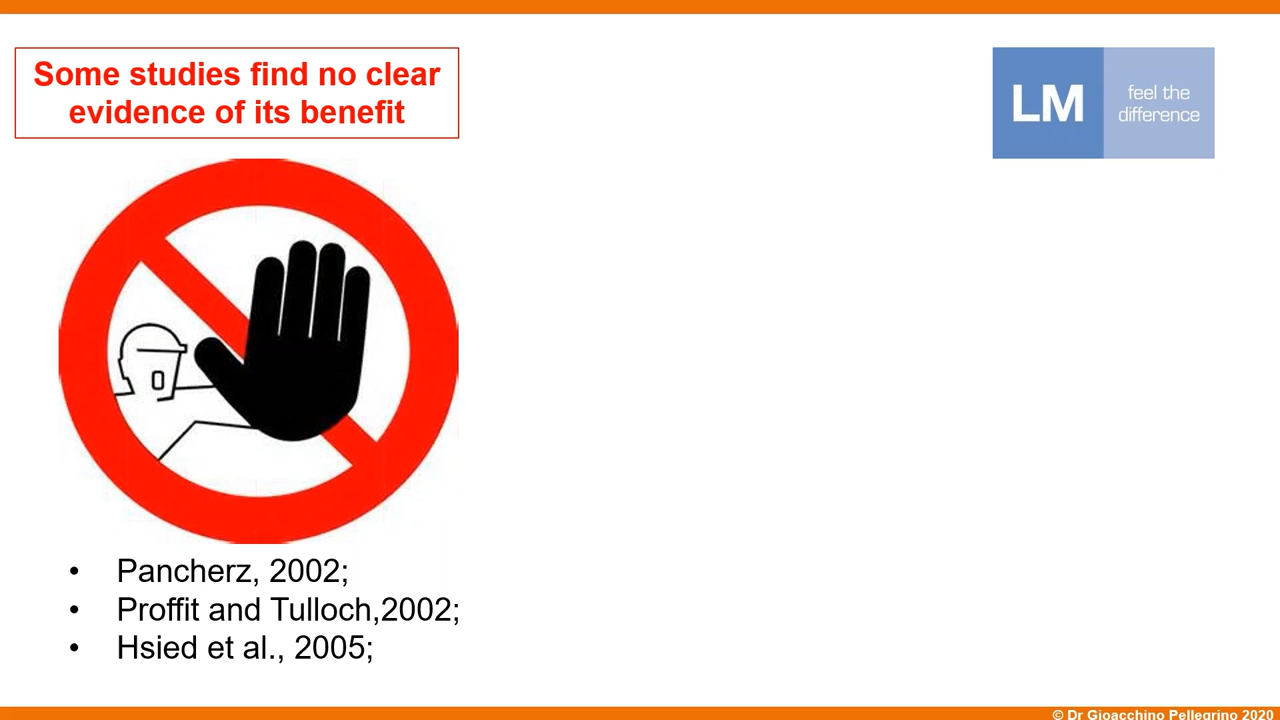 Some studies find no clear
evidence of its benefit
LM
feel the
difference
• Pancherz, 2002;
• Proffit and Tulloch,2002;
• Hsied et al., 2005;
© Dr Gioacchino Pellegrino 2020